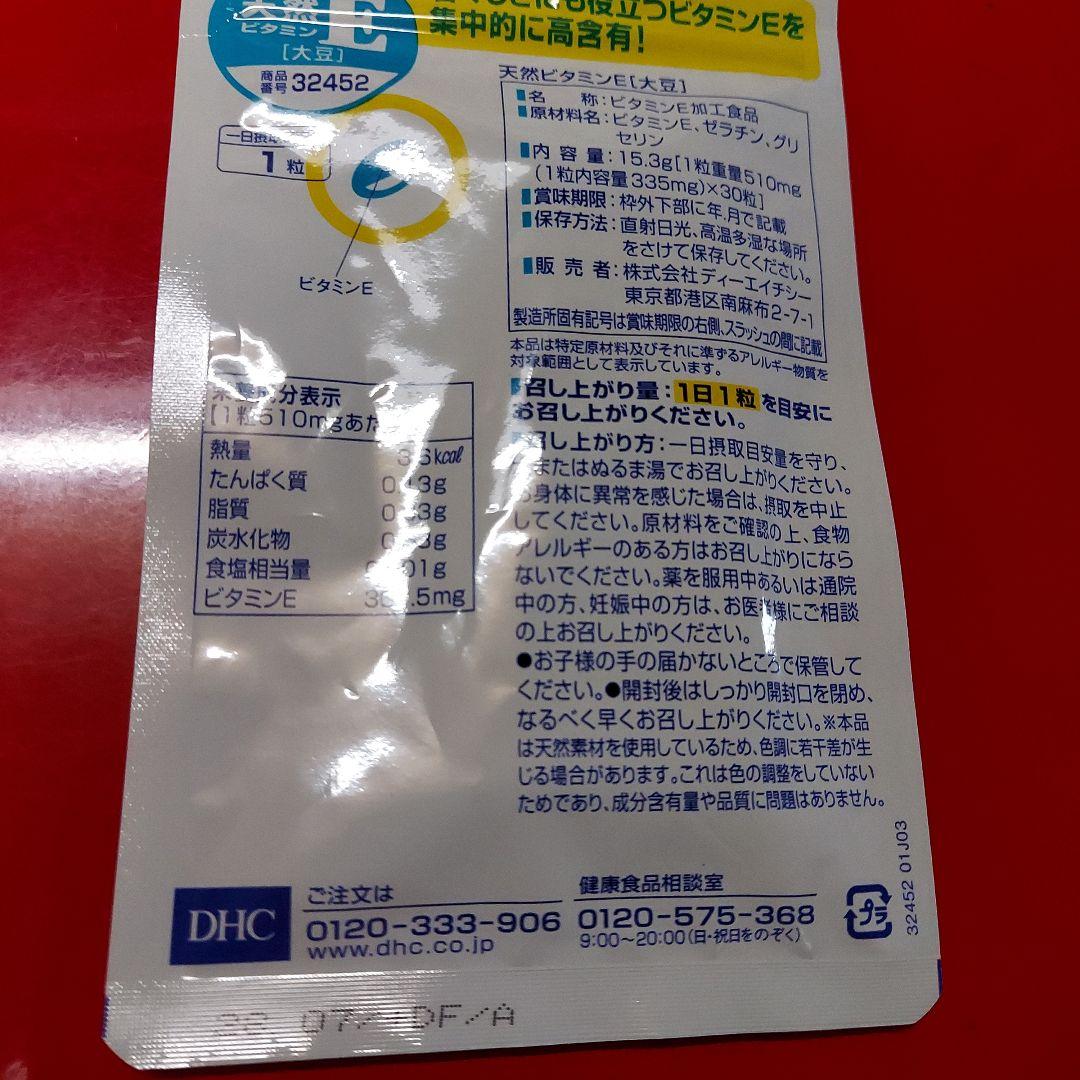 にも役立つビタミンEを
集中的に高含有!
天然
ビタミン E
[大豆]
商品
番号 32452
1粒
ビタミンE
天然ビタミンE[大豆]
名 称:ビタミンE加工食品
原材料名:ビタミンE、ゼラチン、グリ
セリン
内 容 量:15.3g[1粒重量510mg
(1粒内容量335mg)×30粒]
賞味期限:枠外下部に年.月で記載
保存方法:直射日光、高温多湿な場所
をさけて保存してください。
販 売 者:株式会社ディーエイチシー
東京都港区南麻布2-7-1
製造所固有記号は賞味期限の右側、スラッシュの間に記載
本品は特定原材料及びそれに準ずるアレルギー物質を
対象範囲として表示しています。
召し上がり量:1日1粒を目安に
お召し上がりください。
召し上がり方:一日摂取目安量を守り、
またはぬるま湯でお召し上がりください。
身体に異常を感じた場合は、摂取を中止
してください。原材料をご確認の上、食物
アレルギーのある方はお召し上がりになら
ないでください。薬を服用中あるいは通院
中の方、妊娠中の方は、お医者様にご相談
の上お召し上がりください。
●お子様の手の届かないところで保管して
ください。●開封後はしっかり開封口を閉め、
なるべく早くお召し上がりください。※本品
は天然素材を使用しているため、色調に若干差が生
じる場合があります。これは色の調整をしていない
ためであり、成分含有量や品質に問題はありません。
成分表示
[1粒510mgあた
熱量 kcal
たんぱく質
脂質
炭水化物
食塩相当量
ビタミンE
DHC
ご注文は
0120-333-906
www.dhc.co.jp
健康食品相談室
0120-575-368
9:00～20:00(日・祝日をのぞく)
プラ
32452 01J03
DF/A